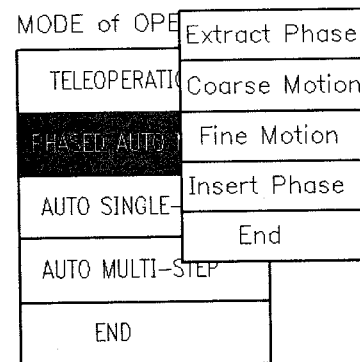 MODE of OPE
TELEOPERATIO
PHASED AUTO
AUTO SINGLE-
AUTO MULTI-STEP
END
Extract Phase
Coarse Motion
Fine Motion
Insert Phase
End